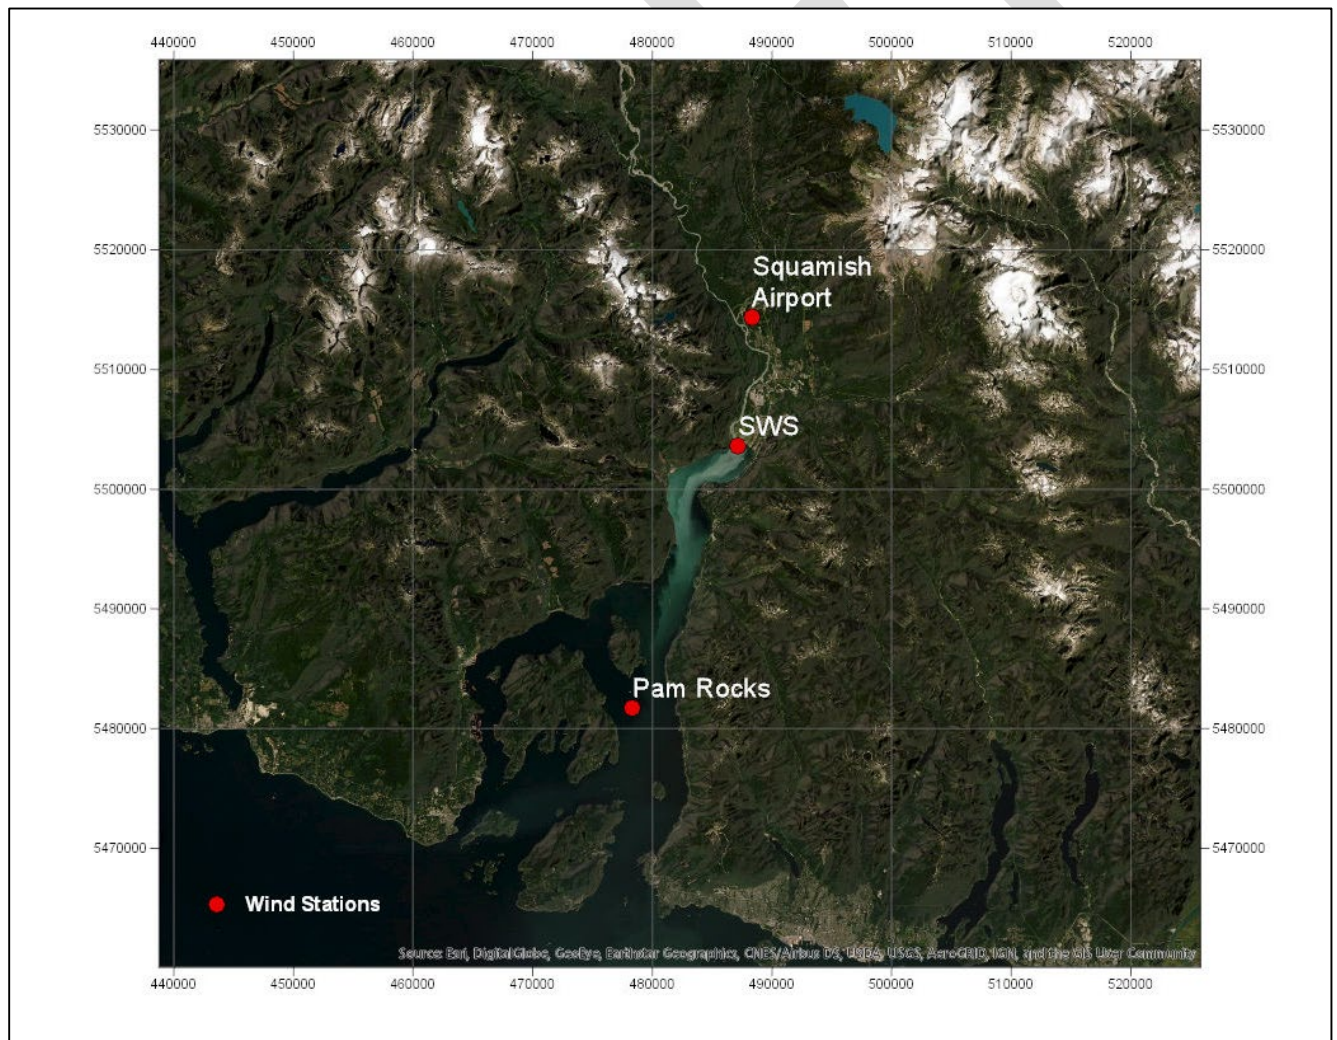 440000 450000 460000 470000 480000 490000 500000 510000 520000
5530000 5530000
5520000 5520000
Squamish
Airport
5510000 5510000
SWS
5500000 5500000
5490000 5490000
Pam Rocks
5480000 5480000
5470000 5470000
Wind Stations
Source: Esri, DigitalGlobe, GeoEye, Earthstar Geographics, CNES/Airbus DS, USDA, USGS, AeroGRID, IGN, and the GIS User Community
440000 450000 460000 470000 480000 490000 500000 510000 520000